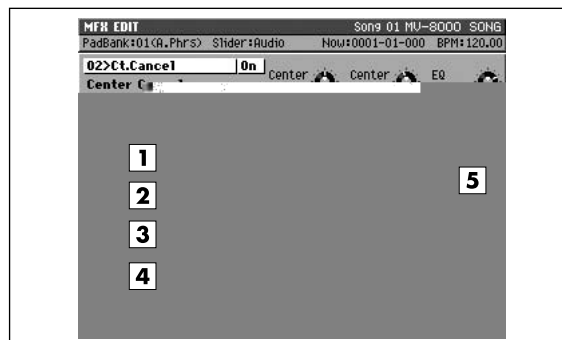 MFX EDIT Song 01 MV-8000 SONG
PadBank:01(A.Phrs) Slider:Audio Now:0001-01-000 BPM:120.00
02>Ct.Cancel On Center Center EQ
Center
1
2
3
4
5